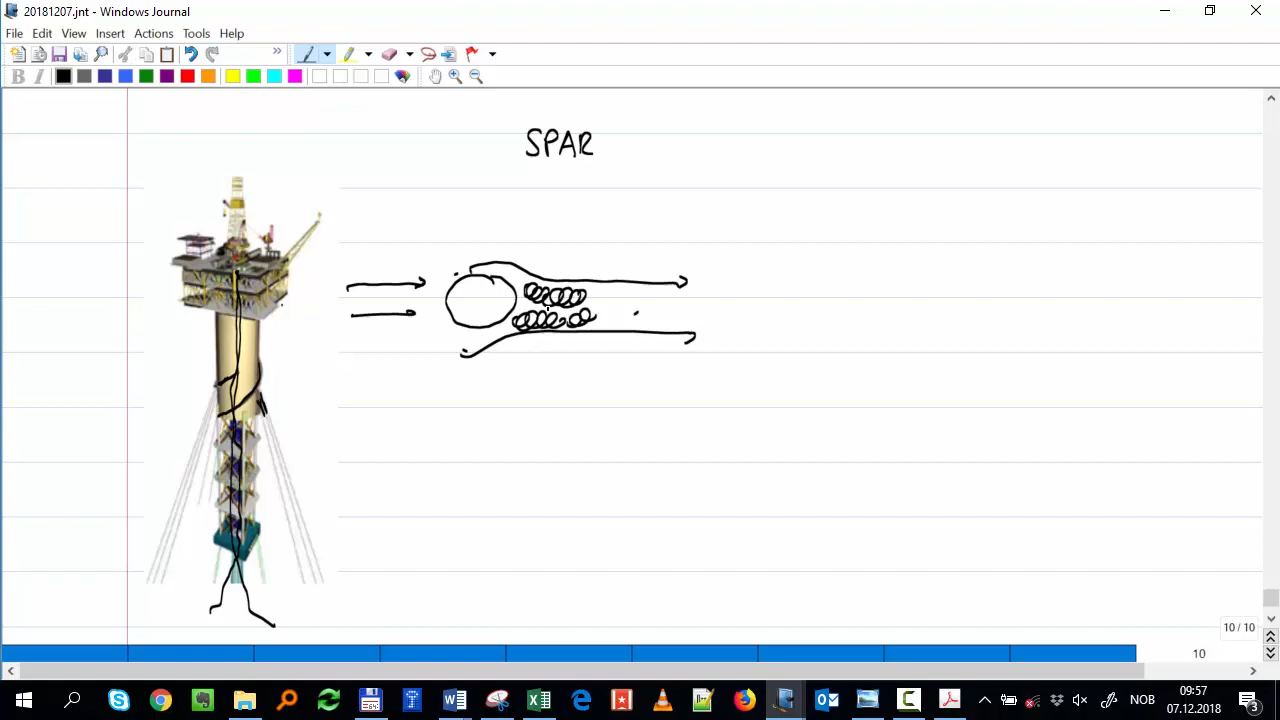 20181207.jnt - Windows Journal
File Edit View Insert Actions Tools Help
B I
SPAR
10 / 10
10
NOB
09:57
07.12.2018
3